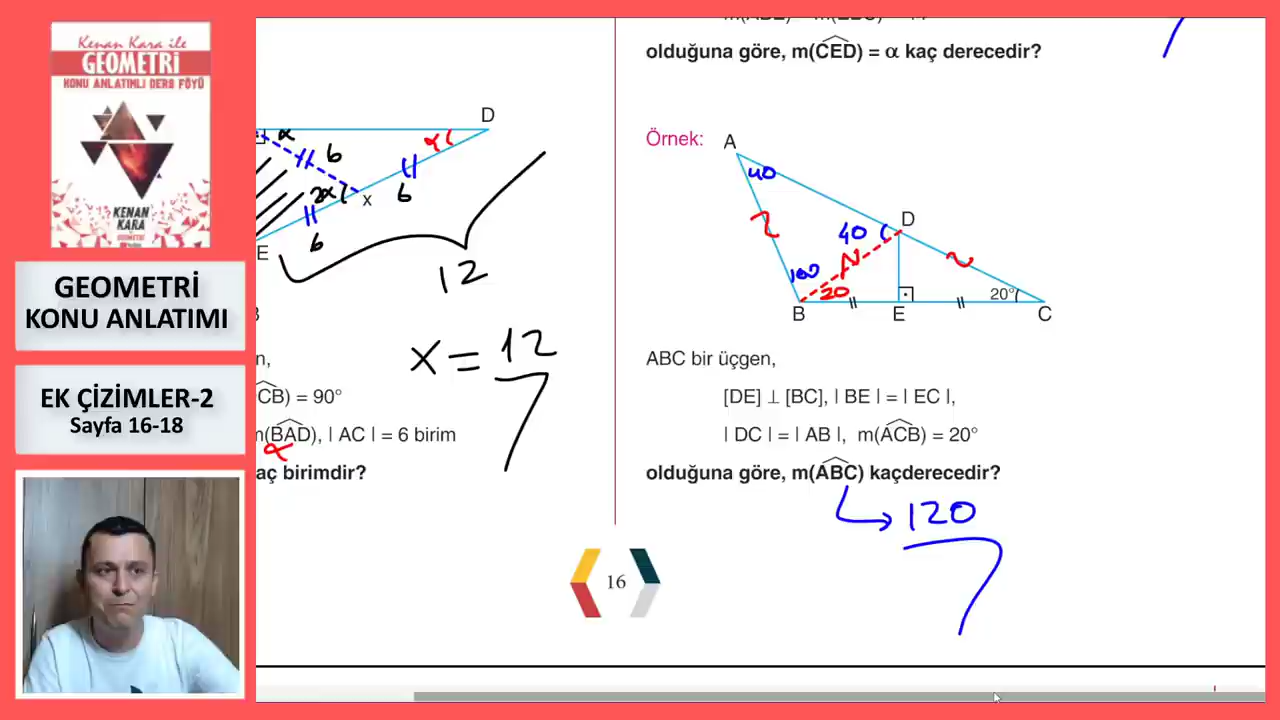 Kenan Kara ile
GEOMETRİ
KONU ANLATIMLI DERS FÖYÜ
KENAN
KARA
GEOMETRİ
KONU ANLATIMI
EK ÇİZİMLER-2
Sayfa 16-18
D
α
6
α
2α
x
6
6
E
12
x = 12
n,
CB) = 90°
m(BAD), | AC | = 6 birim
α
aç birimdir?
16
olduğuna göre, m(CED) = α kaç derecedir?
Örnek:
A
40
D
40
100
20
20°
B
E
C
ABC bir üçgen,
[DE] ⊥ [BC], | BE | = | EC |,
| DC | = | AB |, m(ACB) = 20°
olduğuna göre, m(ABC) kaçderecedir?
120